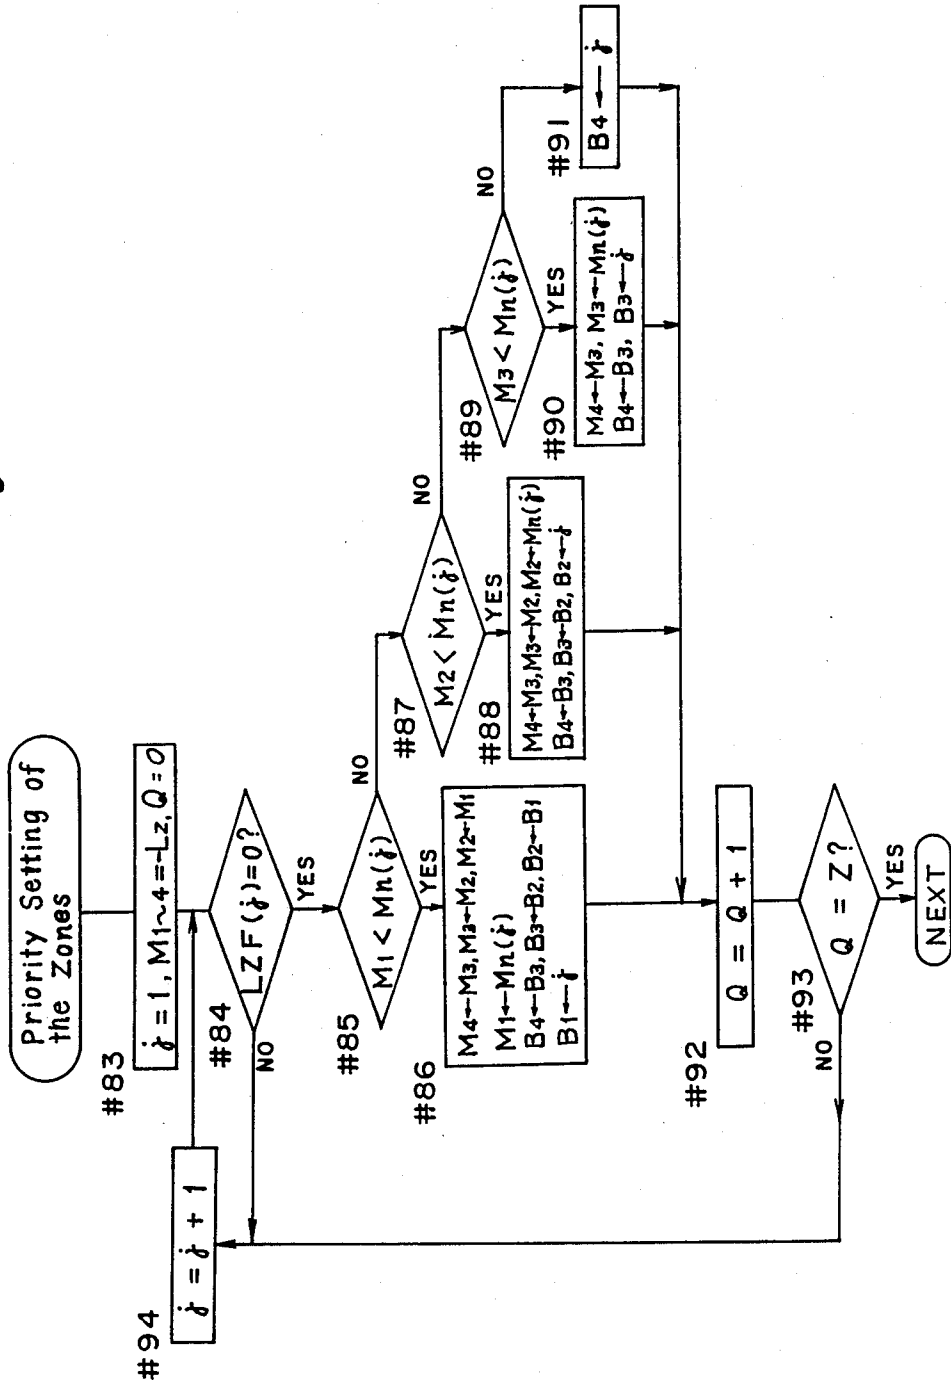 Priority Setting of
the Zones
#83
j = 1, M1~4 = -Lz, Q = 0
#94
j = j + 1
#84
LZF(j)=0?
NO
YES
#85
M1 < Mn(j)
NO
YES
#86
M4←M3, M3←M2, M2←M1
M1←Mn(j)
B4←B3, B3←B2, B2←B1
B1←j
#87
M2 < Mn(j)
NO
YES
#88
M4←M3, M3←M2, M2←Mn(j)
B4←B3, B3←B2, B2←j
#89
M3 < Mn(j)
NO
YES
#90
M4←M3, M3←Mn(j)
B4←B3, B3←j
#91
B4 ← j
#92
Q = Q + 1
#93
Q = Z?
NO
YES
NEXT